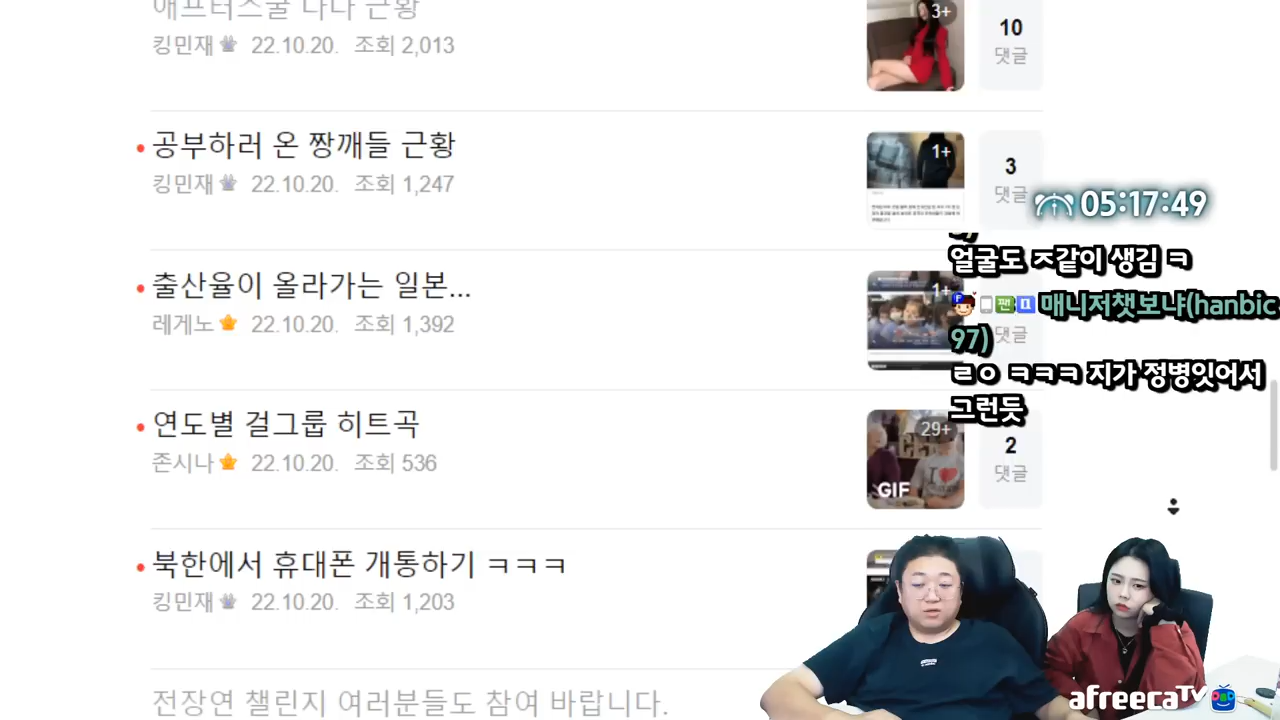 애프터스쿨 나나 근황
킹민재 22.10.20. 조회 2,013
3+
10
댓글
공부하러 온 짱깨들 근황
킹민재 22.10.20. 조회 1,247
1+
3
댓글
05:17:49
얼굴도 ㅈ같이 생김 ㅋ
출산율이 올라가는 일본...
레게노 22.10.20. 조회 1,392
1+
댓글
매니저챗보냐(hanbic
97)
ㄹㅇ ㅋㅋㅋ 지가 정병잇어서
그런듯
연도별 걸그룹 히트곡
존시나 22.10.20. 조회 536
29+
GIF
2
댓글
북한에서 휴대폰 개통하기 ㅋㅋㅋ
킹민재 22.10.20. 조회 1,203
전장연 챌린지 여러분들도 참여 바랍니다.
afreecaTV